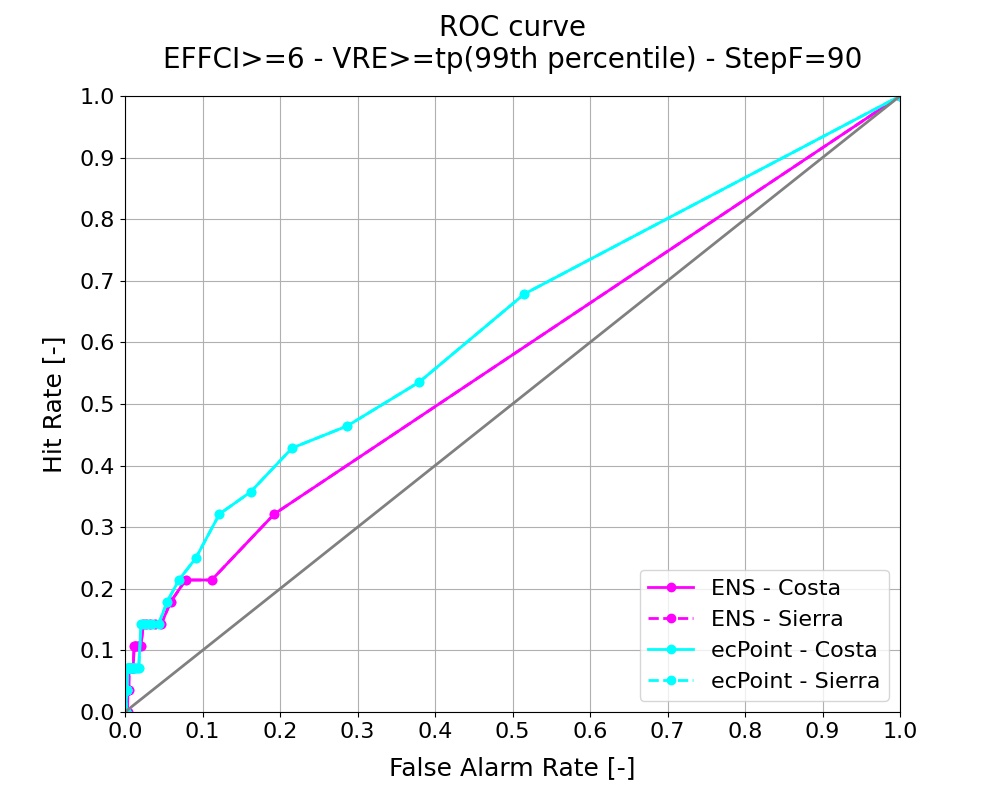 ROC curve
EFFCI>=6 - VRE>=tp(99th percentile) - StepF=90
1.0
0.9
0.8
0.7
0.6
0.5
0.4
0.3
0.2
0.1
0.0
Hit Rate [-]
ENS - Costa
ENS - Sierra
ecPoint - Costa
ecPoint - Sierra
0.0 0.1 0.2 0.3 0.4 0.5 0.6 0.7 0.8 0.9 1.0
False Alarm Rate [-]